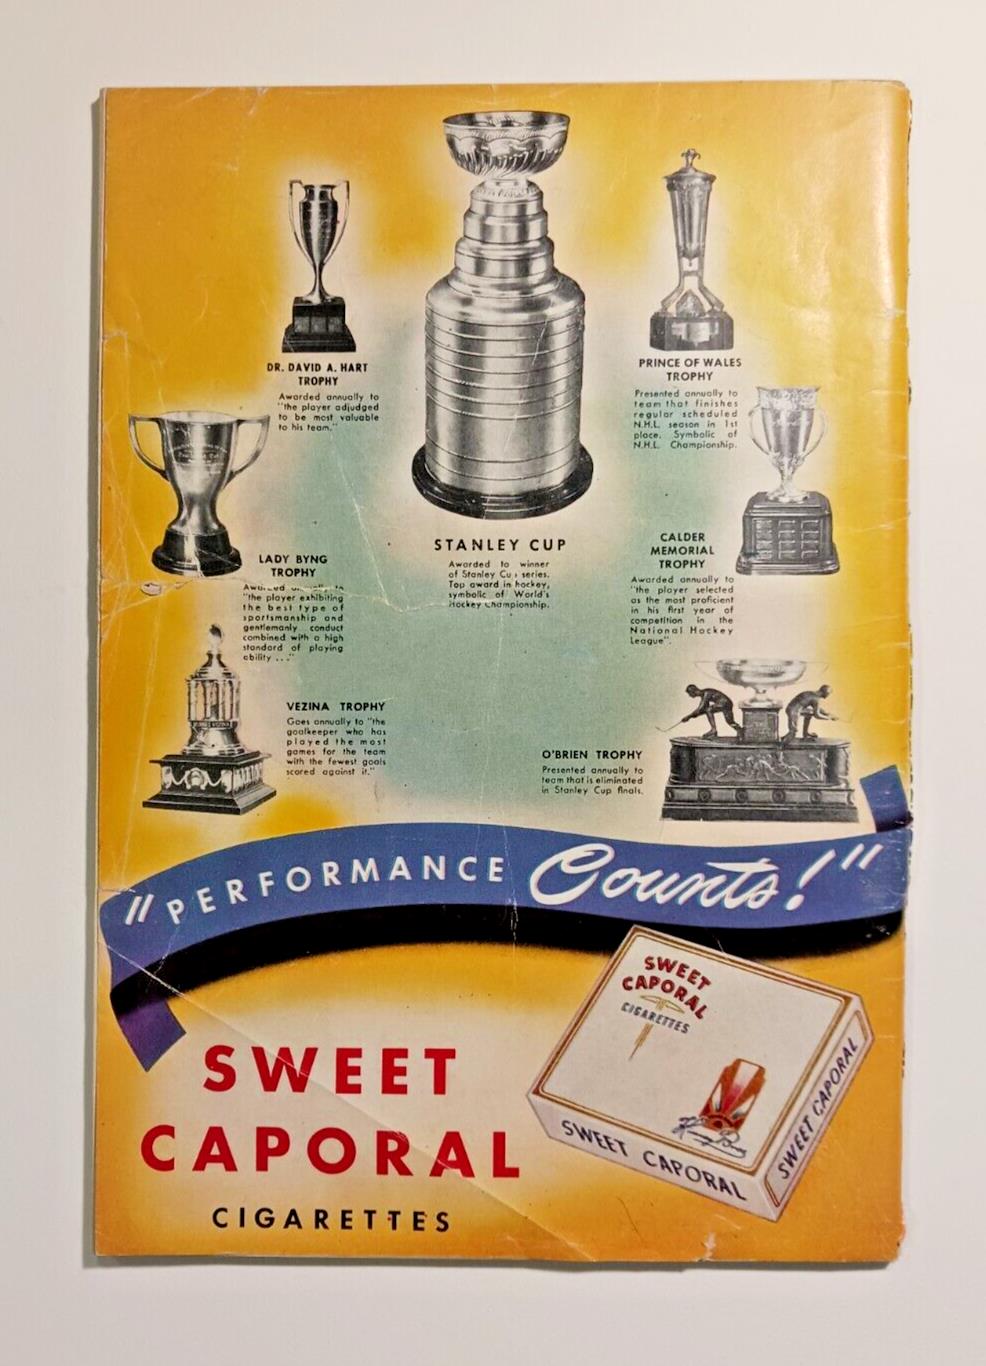 DR. DAVID A. HART
TROPHY
Awarded annually to
"the player adjudged
to be most valuable
to his team."
PRINCE OF WALES
TROPHY
Presented annually to
team that finishes
regular scheduled
N.H.L. season in 1st
place. Symbolic of
N.H.L. Championship.
STANLEY CUP
Awarded to winner
of Stanley Cup series.
Top award in hockey,
symbolic of World's
Hockey Championship.
LADY BYNG
TROPHY
Awarded annually to
"the player exhibiting
the best type of
sportsmanship and
gentlemanly conduct
combined with a high
standard of playing
ability ..."
CALDER
MEMORIAL
TROPHY
Awarded annually to
"the player selected
as the most proficient
in his first year of
competition in the
National Hockey
League".
VEZINA TROPHY
Goes annually to "the
goalkeeper who has
played the most
games for the team
with the fewest goals
scored against it."
O'BRIEN TROPHY
Presented annually to
team that is eliminated
in Stanley Cup finals.
"PERFORMANCE Counts!"
SWEET
CAPORAL
CIGARETTES
SWEET
CAPORAL
CIGARETTES
SWEET CAPORAL
SWEET CAPORAL